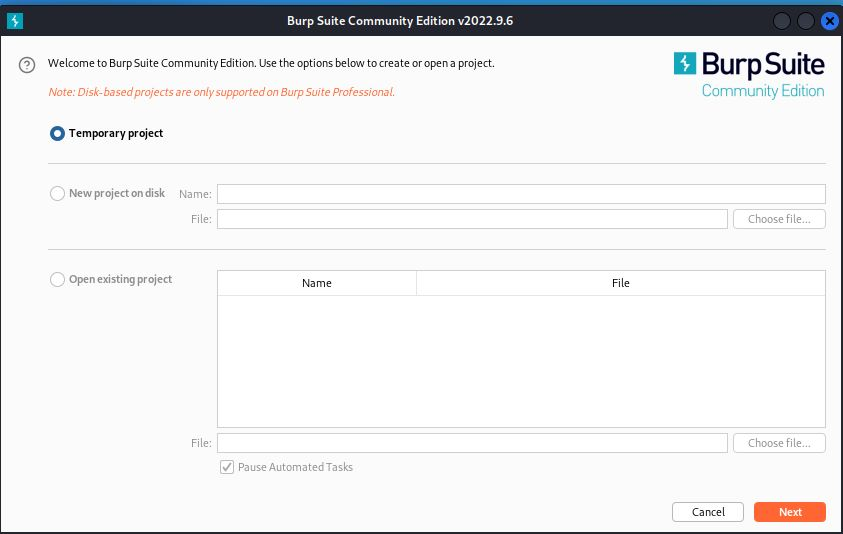 Burp Suite Community Edition v2022.9.6
Welcome to Burp Suite Community Edition. Use the options below to create or open a project.
Burp Suite
Community Edition
Note: Disk-based projects are only supported on Burp Suite Professional.
Temporary project
New project on disk Name:
File: Choose file...
Open existing project Name File
File: Choose file...
Pause Automated Tasks
Cancel Next